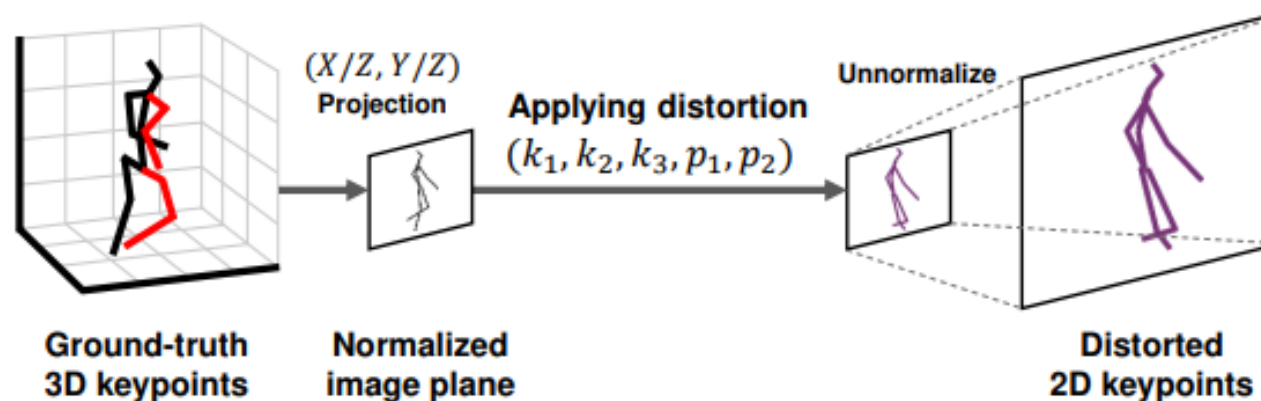 (X/Z, Y/Z)
Projection
Applying distortion
(k₁, k₂, k₃, p₁, p₂)
Unnormalize
Ground-truth
3D keypoints
Normalized
image plane
Distorted
2D keypoints